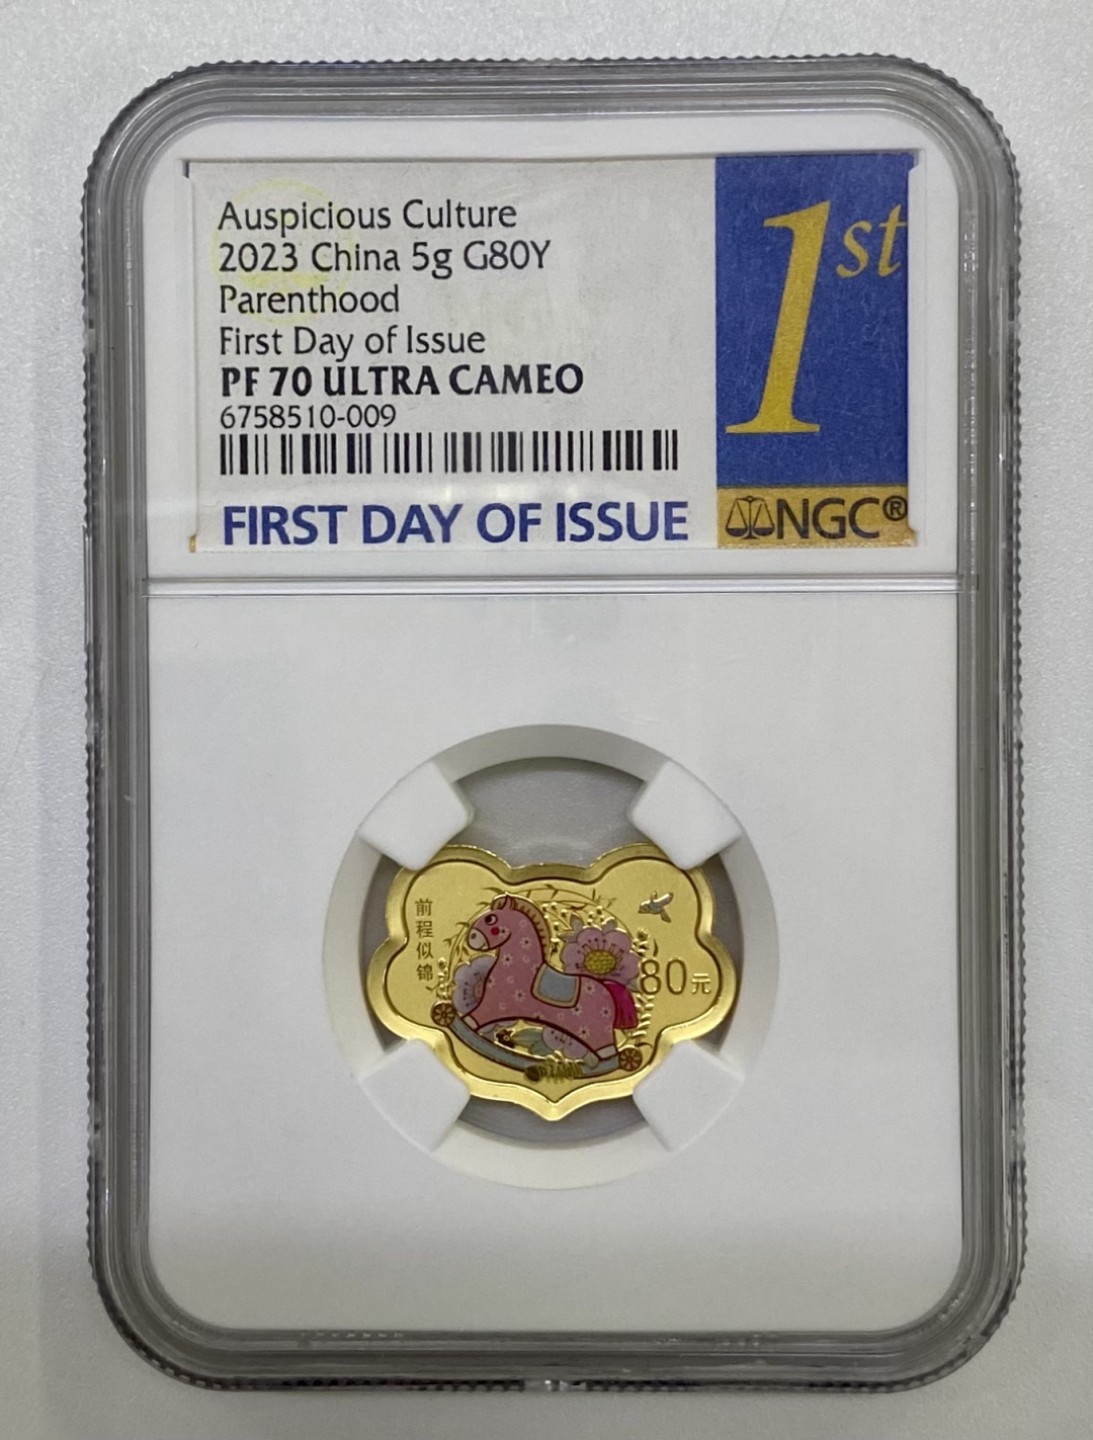 Auspicious Culture
2023 China 5g G80Y
Parenthood
First Day of Issue
PF 70 ULTRA CAMEO
6758510-009
FIRST DAY OF ISSUE
1st
NGC®
前程似锦
80元